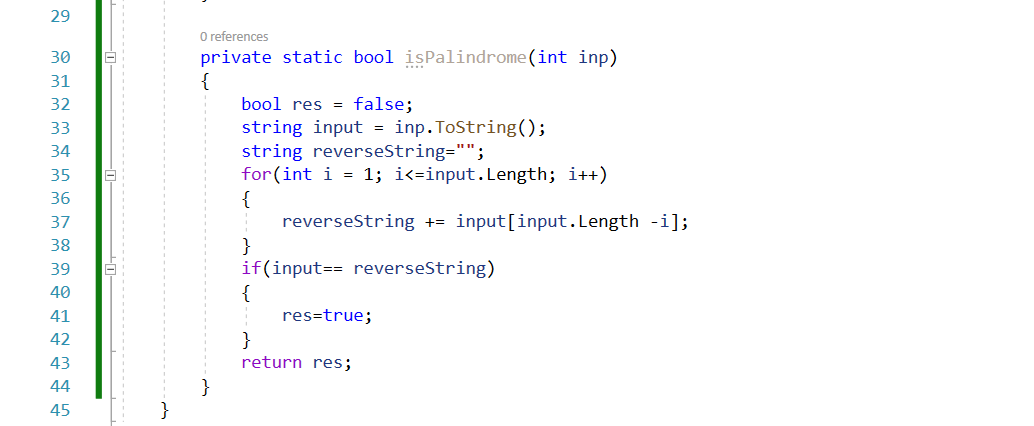 29
0 references
30 private static bool isPalindrome(int inp)
31 {
32 bool res = false;
33 string input = inp.ToString();
34 string reverseString="";
35 for(int i = 1; i<=input.Length; i++)
36 {
37 reverseString += input[input.Length -i];
38 }
39 if(input== reverseString)
40 {
41 res=true;
42 }
43 return res;
44 }
45 }